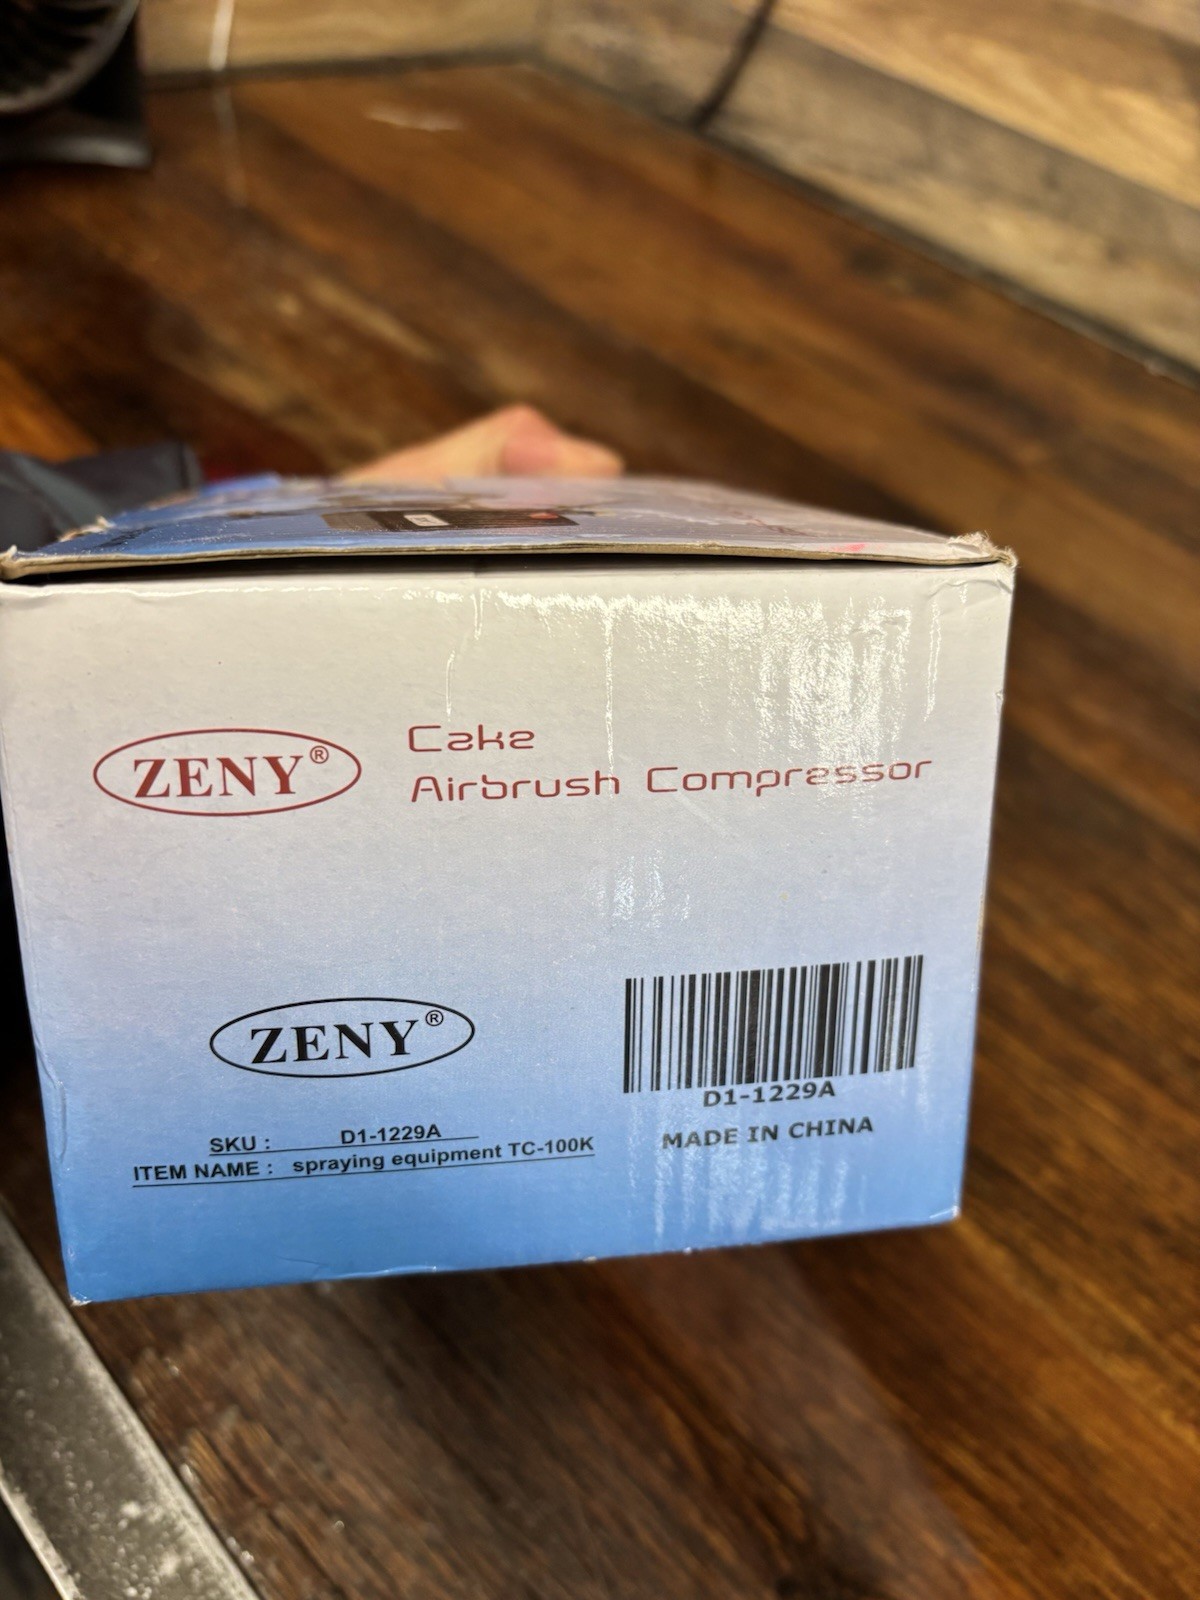 ZENY®
Cake
Airbrush Compressor
ZENY®
SKU : D1-1229A
ITEM NAME : spraying equipment TC-100K
D1-1229A
MADE IN CHINA